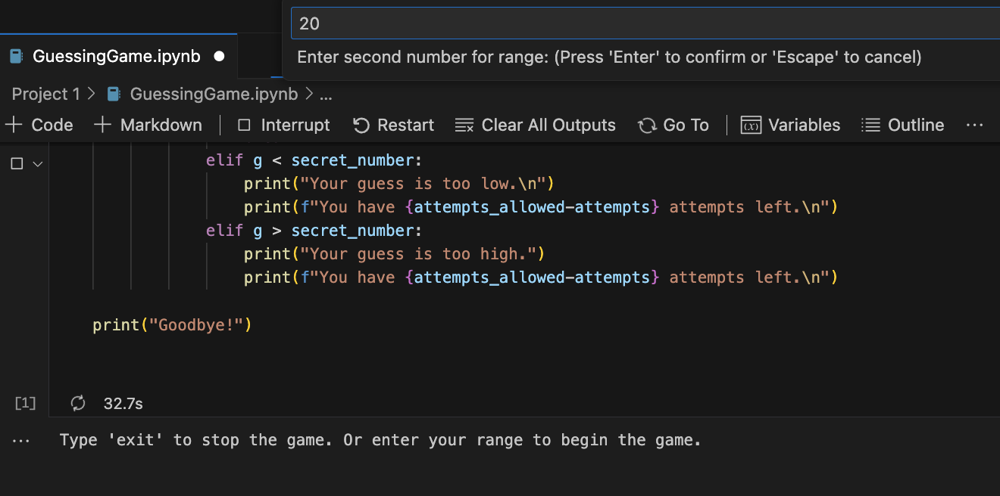 20
Enter second number for range: (Press 'Enter' to confirm or 'Escape' to cancel)
GuessingGame.ipynb
Project 1 > GuessingGame.ipynb > ...
+ Code + Markdown | Interrupt Restart Clear All Outputs Go To | (x) Variables Outline ...
elif g < secret_number:
print("Your guess is too low.\n")
print(f"You have {attempts_allowed-attempts} attempts left.\n")
elif g > secret_number:
print("Your guess is too high.")
print(f"You have {attempts_allowed-attempts} attempts left.\n")
print("Goodbye!")
[1] 32.7s
... Type 'exit' to stop the game. Or enter your range to begin the game.